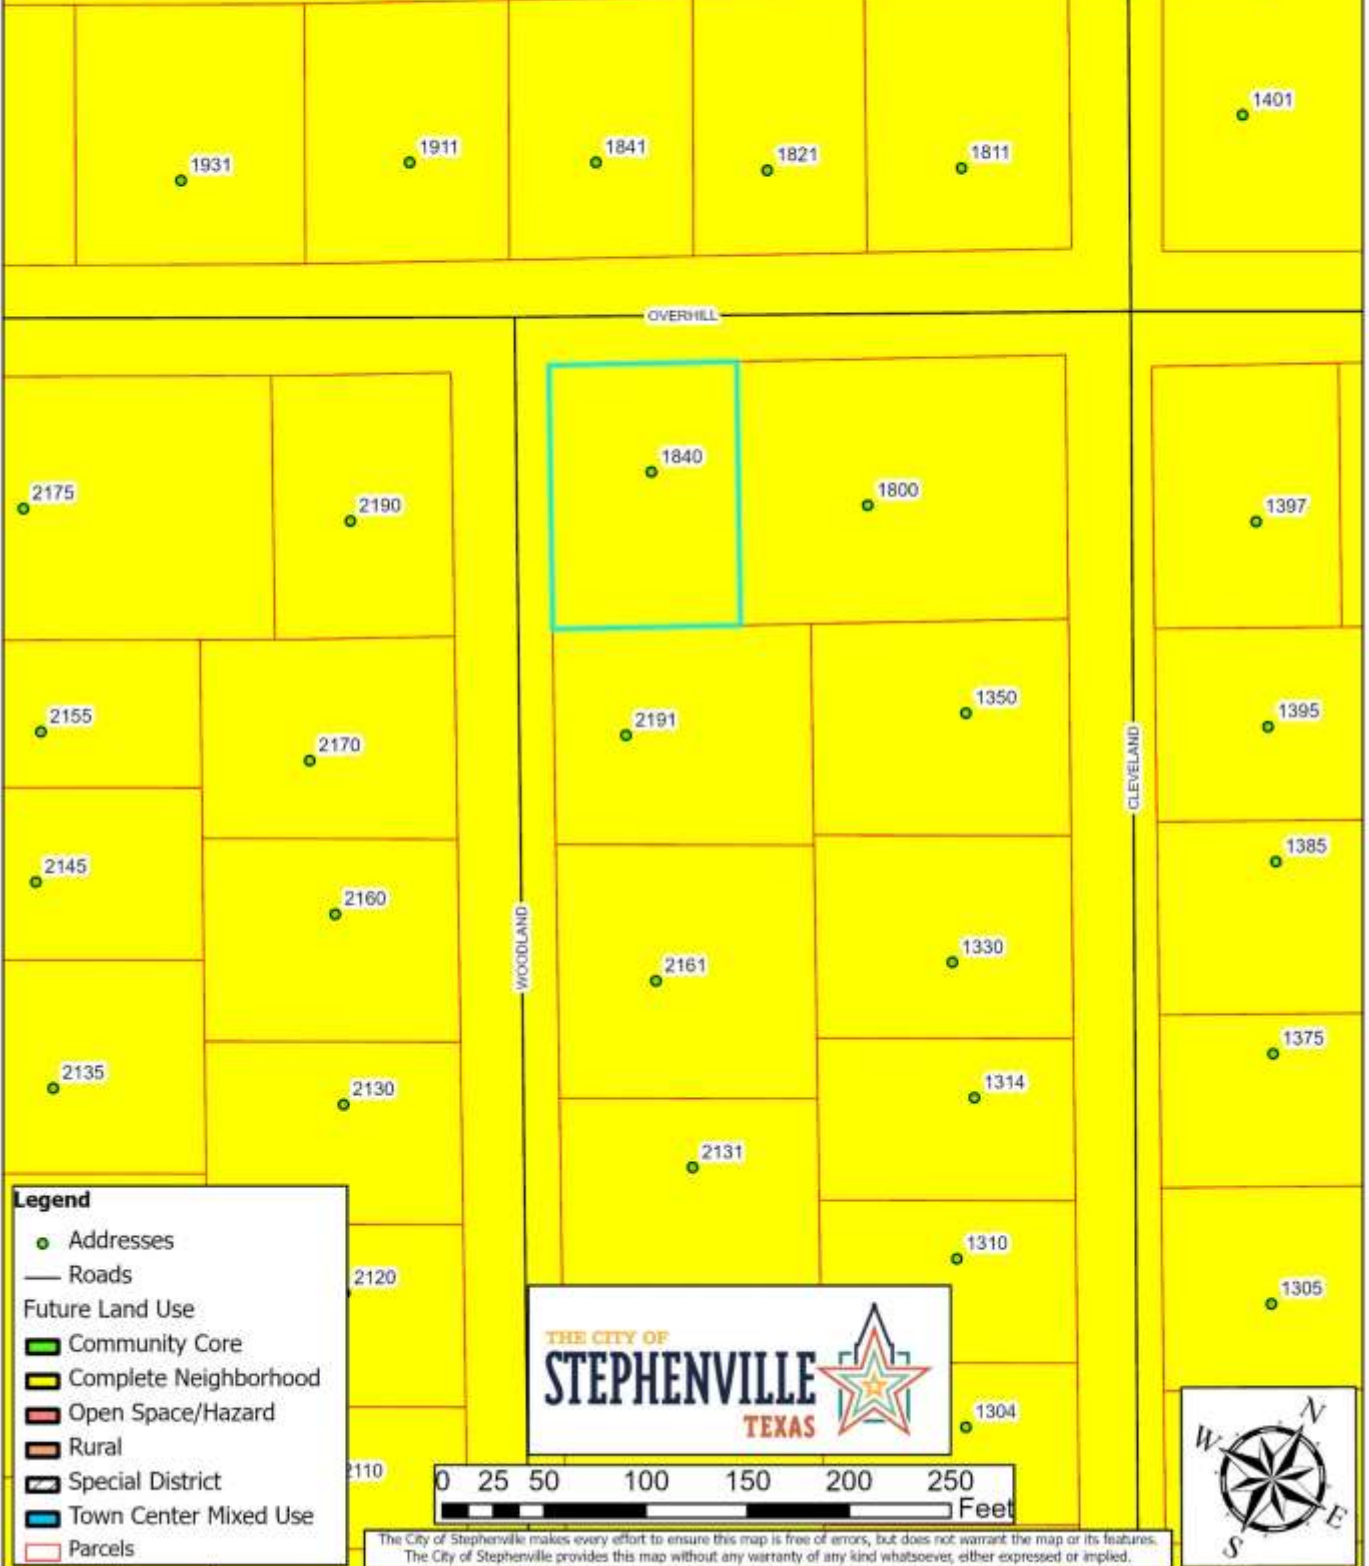 1401
1931
1911
1841
1821
1811
OVERHILL
1840
1800
2175
2190
1397
2155
2170
2191
1350
1395
CLEVELAND
2145
2160
1385
WOODLAND
2161
1330
2135
2130
1375
1314
2131
Legend
Addresses
Roads
Future Land Use
Community Core
Complete Neighborhood
Open Space/Hazard
Rural
Special District
Town Center Mixed Use
Parcels
2120
1310
1305
THE CITY OF
STEPHENVILLE
TEXAS
1304
2110
0 25 50 100 150 200 250
Feet
N
W
E
S
The City of Stephenville makes every effort to ensure this map is free of errors, but does not warrant the map or its features.
The City of Stephenville provides this map without any warranty of any kind whatsoever, either expressed or implied.